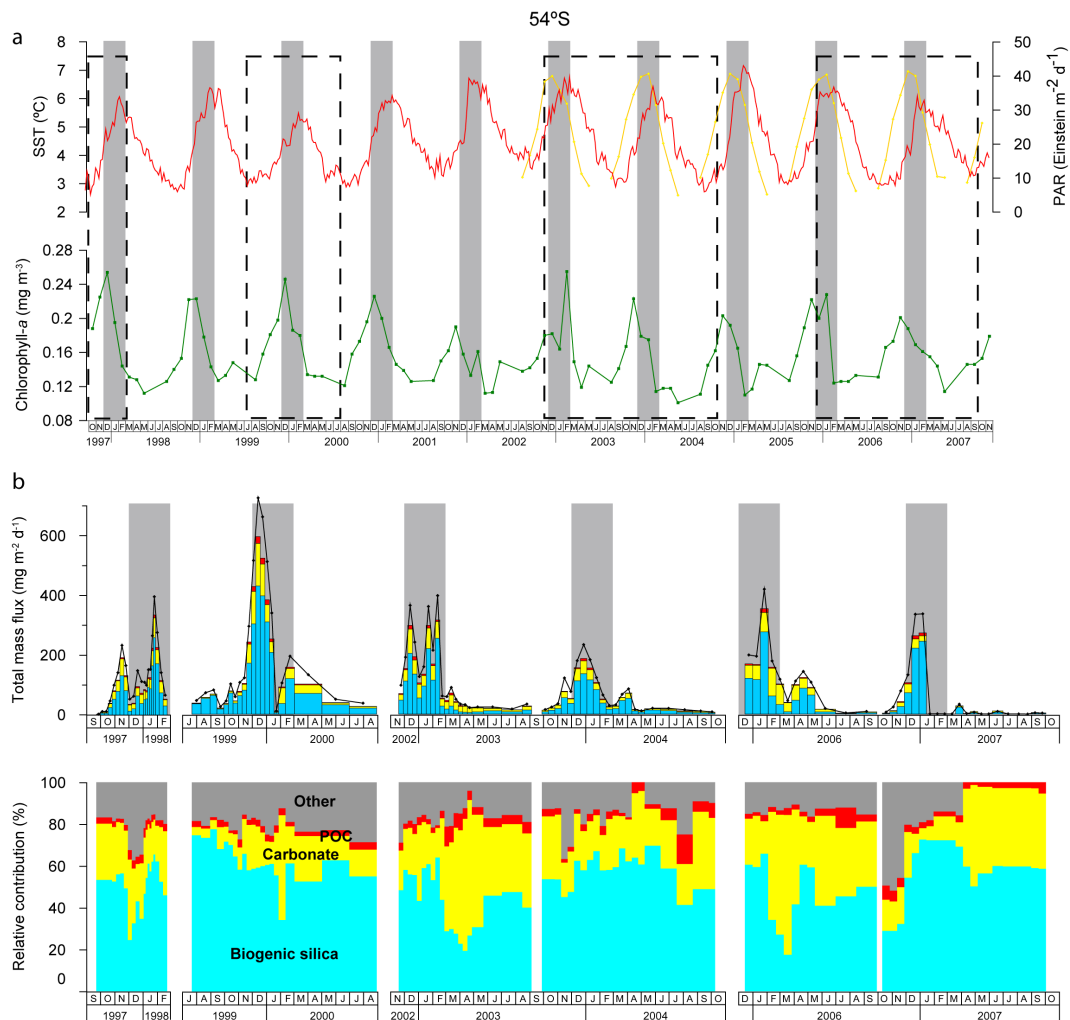 54ºS
a
8
7
6
5
4
3
2
SST (ºC)
50
40
30
20
10
0
PAR (Einstein m-2 d-1)
0.28
0.24
0.2
0.16
0.12
0.08
Chlorophyll-a (mg m-3)
O N D J F M A M J J A S O N D J F M A M J J A S O N D J F M A M J J A S O N D J F M A M J J A S O N D J F M A M J J A S O N D J F M A M J J A S O N D J F M A M J J A S O N D J F M A M J J A S O N D J F M A M J J A S O N D J F M A M J J A S O N
1997 1998 1999 2000 2001 2002 2003 2004 2005 2006 2007
b
600
400
200
0
Total mass flux (mg m-2 d-1)
S O N D J F J A S O N D J F M A M J J A N D J F M A M J J A S O N D J F M A M J J A S O D J F M A M J J A S O N D J F M A M J J A S O
1997 1998 1999 2000 2002 2003 2004 2006 2007
100
80
60
40
20
0
Relative contribution (%)
Other
POC
Carbonate
Biogenic silica
S O N D J F J A S O N D J F M A M J J A N D J F M A M J J A S O N D J F M A M J J A S O D J F M A M J J A S O N D J F M A M J J A S O
1997 1998 1999 2000 2002 2003 2004 2006 2007